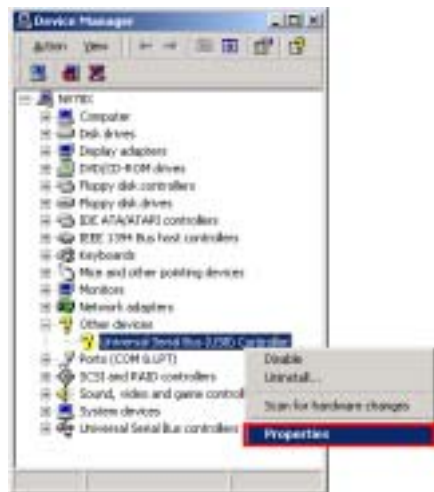 Device Manager
Action View
Computer
Disk drives
Display adapters
DVD/CD-ROM drives
Floppy disk controllers
Floppy disk drives
IDE ATA/ATAPI controllers
IEEE 1394 Bus host controllers
Keyboards
Mice and other pointing devices
Monitors
Network adapters
Other devices
Universal Serial Bus (USB) Controller
Ports (COM & LPT)
SCSI and RAID controllers
Sound, video and game control
System devices
Universal Serial Bus controllers
Disable
Uninstall...
Scan for hardware changes
Properties